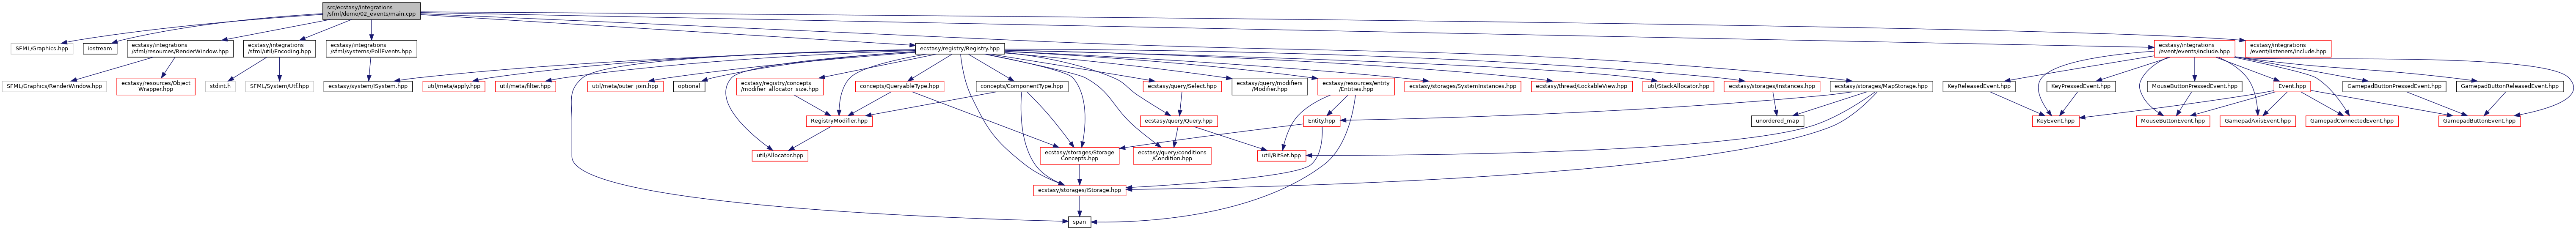 src/ecstasy/integrations
/sfml/demo/02_events/main.cpp
SFML/Graphics.hpp
iostream
ecstasy/integrations
/sfml/resources/RenderWindow.hpp
ecstasy/integrations
/sfml/util/Encoding.hpp
ecstasy/integrations
/sfml/systems/PollEvents.hpp
ecstasy/registry/Registry.hpp
ecstasy/integrations
/event/events/include.hpp
ecstasy/integrations
/event/listeners/include.hpp
SFML/Graphics/RenderWindow.hpp
ecstasy/resources/Object
Wrapper.hpp
stdint.h
SFML/System/Utf.hpp
ecstasy/system/ISystem.hpp
util/meta/apply.hpp
util/meta/filter.hpp
util/meta/outer_join.hpp
optional
ecstasy/registry/concepts
/modifier_allocator_size.hpp
concepts/QueryableType.hpp
concepts/ComponentType.hpp
ecstasy/query/Select.hpp
ecstasy/query/modifiers
/Modifier.hpp
ecstasy/resources/entity
/Entities.hpp
ecstasy/storages/SystemInstances.hpp
ecstasy/thread/LockableView.hpp
util/StackAllocator.hpp
ecstasy/storages/Instances.hpp
ecstasy/storages/MapStorage.hpp
KeyReleasedEvent.hpp
KeyPressedEvent.hpp
MouseButtonPressedEvent.hpp
Event.hpp
GamepadButtonPressedEvent.hpp
GamepadButtonReleasedEvent.hpp
RegistryModifier.hpp
ecstasy/query/Query.hpp
Entity.hpp
unordered_map
KeyEvent.hpp
MouseButtonEvent.hpp
GamepadAxisEvent.hpp
GamepadConnectedEvent.hpp
GamepadButtonEvent.hpp
util/Allocator.hpp
ecstasy/storages/Storage
Concepts.hpp
ecstasy/query/conditions
/Condition.hpp
util/BitSet.hpp
ecstasy/storages/IStorage.hpp
span